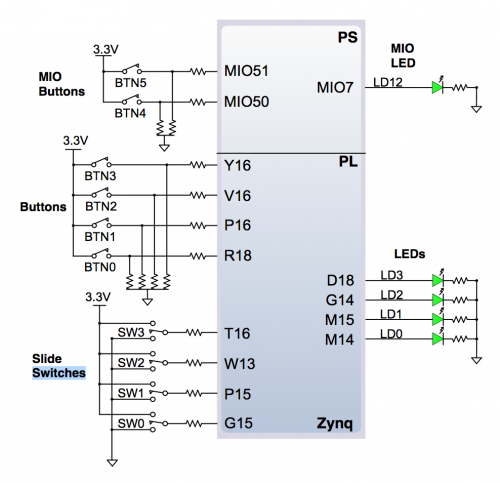 PS
3.3V
MIO
LED
MIO
Buttons
BTN5
MIO51
BTN4
MIO50
MIO7
LD12
3.3V
PL
BTN3
Y16
BTN2
V16
Buttons
BTN1
P16
BTN0
R18
LEDs
D18
LD3
G14
LD2
M15
LD1
M14
LD0
3.3V
SW3
T16
Slide
Switches
SW2
W13
SW1
P15
SW0
G15
Zynq